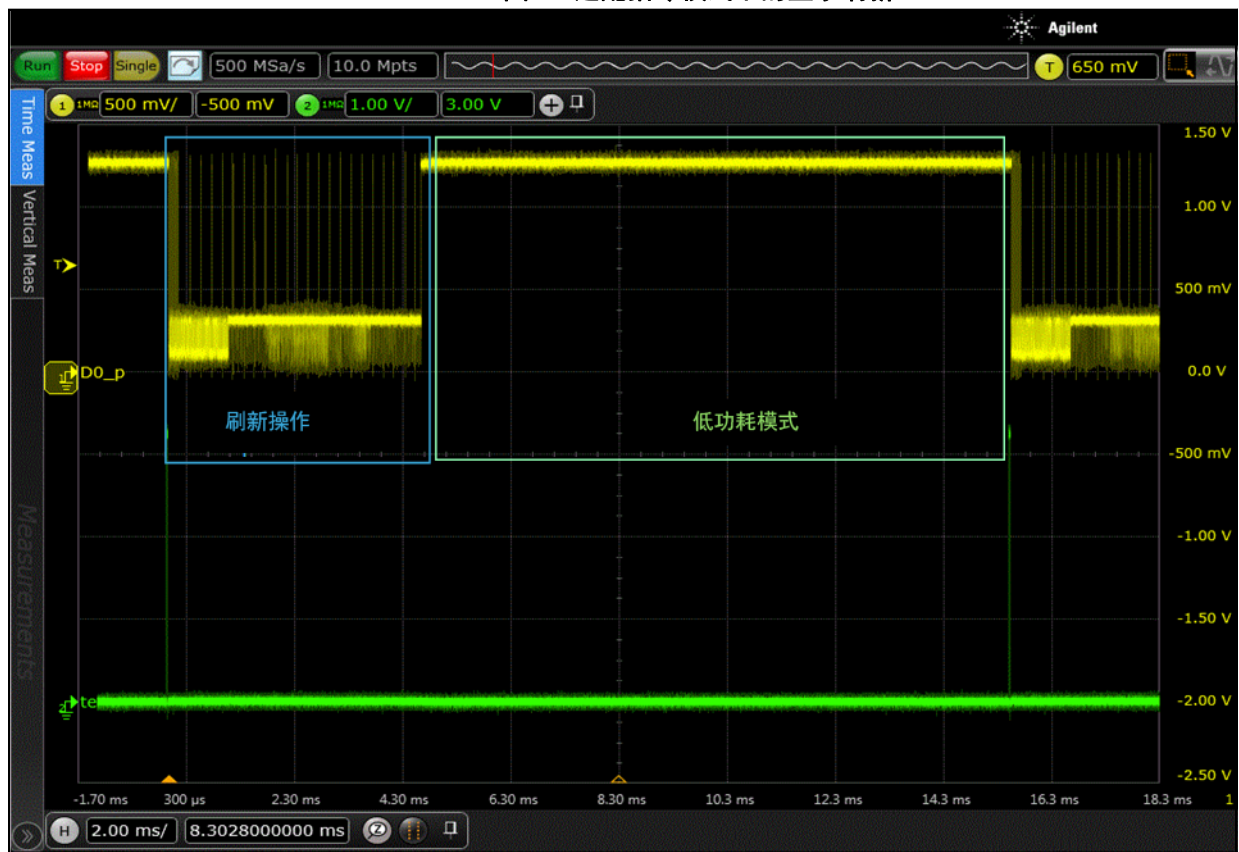 Agilent
Run Stop Single 500 MSa/s 10.0 Mpts T 650 mV
1 1MΩ 500 mV/ -500 mV 2 1MΩ 1.00 V/ 3.00 V
Time Meas
Vertical Meas
Measurements
1.50 V
1.00 V
T
500 mV
D0_p
0.0 V
刷新操作
低功耗模式
-500 mV
-1.00 V
-1.50 V
te
-2.00 V
-2.50 V
-1.70 ms 300 µs 2.30 ms 4.30 ms 6.30 ms 8.30 ms 10.3 ms 12.3 ms 14.3 ms 16.3 ms 18.3 ms 1
H 2.00 ms/ 8.3028000000 ms Z